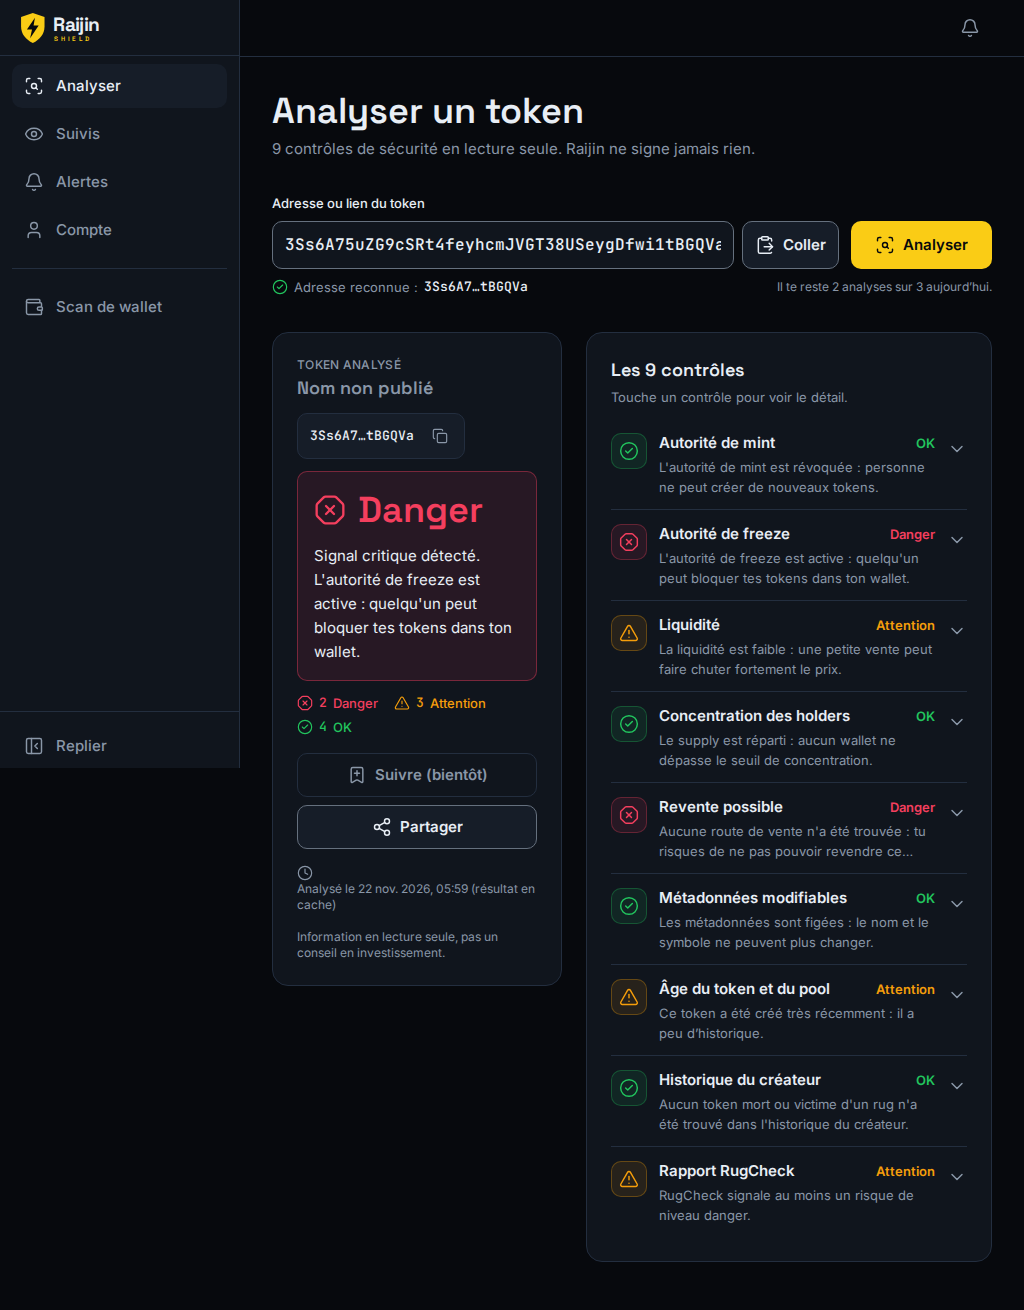 Raijin
SHIELD
Analyser
Suivis
Alertes
Compte
Scan de wallet
Replier
Analyser un token
9 contrôles de sécurité en lecture seule. Raijin ne signe jamais rien.
Adresse ou lien du token
3Ss6A75uZG9cSRt4feyhcmJVGT38USeygDfwi1tBGQVa
Coller
Analyser
Adresse reconnue : 3Ss6A7…tBGQVa
Il te reste 2 analyses sur 3 aujourd’hui.
TOKEN ANALYSÉ
Nom non publié
3Ss6A7…tBGQVa
Danger
Signal critique détecté.
L'autorité de freeze est
active : quelqu'un peut
bloquer tes tokens dans ton
wallet.
2 Danger
3 Attention
4 OK
Suivre (bientôt)
Partager
Analysé le 22 nov. 2026, 05:59 (résultat en
cache)
Information en lecture seule, pas un
conseil en investissement.
Les 9 contrôles
Touche un contrôle pour voir le détail.
Autorité de mint
OK
L'autorité de mint est révoquée : personne
ne peut créer de nouveaux tokens.
Autorité de freeze
Danger
L'autorité de freeze est active : quelqu'un
peut bloquer tes tokens dans ton wallet.
Liquidité
Attention
La liquidité est faible : une petite vente peut
faire chuter fortement le prix.
Concentration des holders
OK
Le supply est réparti : aucun wallet ne
dépasse le seuil de concentration.
Revente possible
Danger
Aucune route de vente n'a été trouvée : tu
risques de ne pas pouvoir revendre ce...
Métadonnées modifiables
OK
Les métadonnées sont figées : le nom et le
symbole ne peuvent plus changer.
Âge du token et du pool
Attention
Ce token a été créé très récemment : il a
peu d’historique.
Historique du créateur
OK
Aucun token mort ou victime d'un rug n'a
été trouvé dans l'historique du créateur.
Rapport RugCheck
Attention
RugCheck signale au moins un risque de
niveau danger.